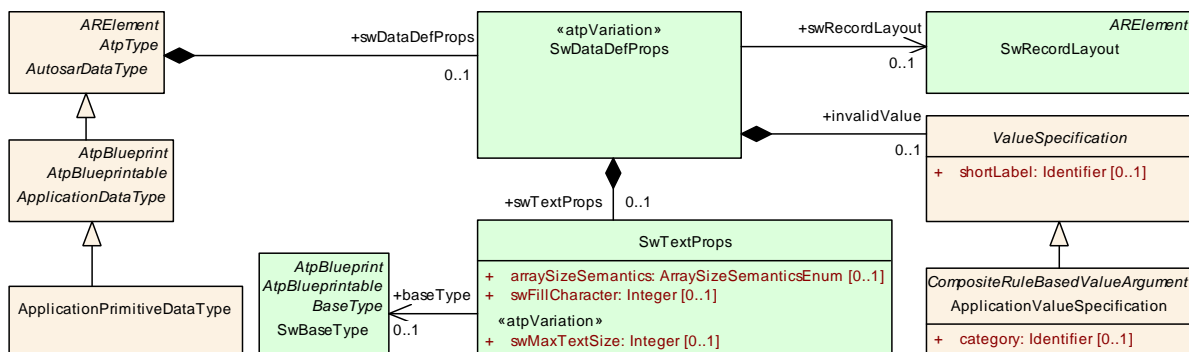 ARElement
AtpType
AutosarDataType
+swDataDefProps
0..1
«atpVariation»
SwDataDefProps
+swRecordLayout
0..1
ARElement
SwRecordLayout
AtpBlueprint
AtpBlueprintable
ApplicationDataType
+invalidValue
0..1
ValueSpecification
+ shortLabel: Identifier [0..1]
+swTextProps
0..1
ApplicationPrimitiveDataType
AtpBlueprint
AtpBlueprintable
BaseType
SwBaseType
+baseType
0..1
SwTextProps
+ arraySizeSemantics: ArraySizeSemanticsEnum [0..1]
+ swFillCharacter: Integer [0..1]
«atpVariation»
+ swMaxTextSize: Integer [0..1]
CompositeRuleBasedValueArgument
ApplicationValueSpecification
+ category: Identifier [0..1]